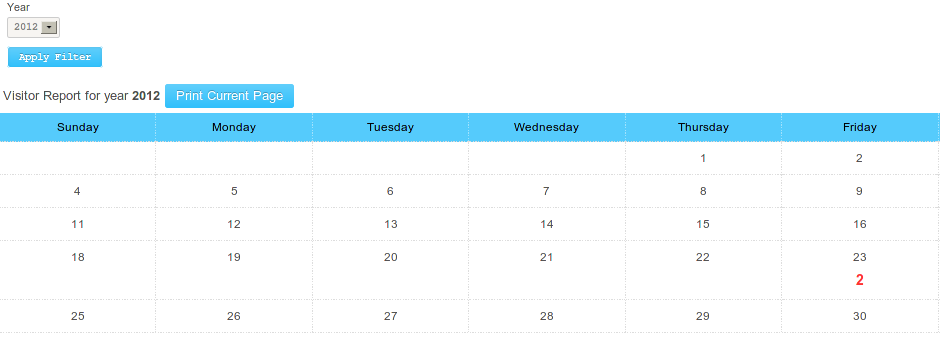 Year
2012
Apply Filter
Visitor Report for year 2012 Print Current Page
Sunday Monday Tuesday Wednesday Thursday Friday
1 2
4 5 6 7 8 9
11 12 13 14 15 16
18 19 20 21 22 23
2
25 26 27 28 29 30